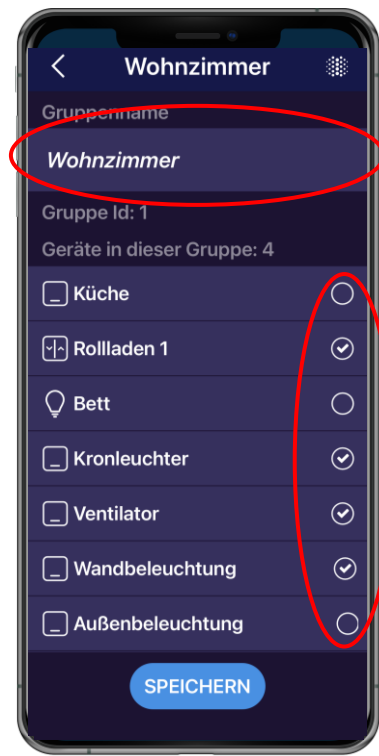 Wohnzimmer
Gruppenname
Wohnzimmer
Gruppe Id: 1
Geräte in dieser Gruppe: 4
Küche
Rollladen 1
Bett
Kronleuchter
Ventilator
Wandbeleuchtung
Außenbeleuchtung
SPEICHERN